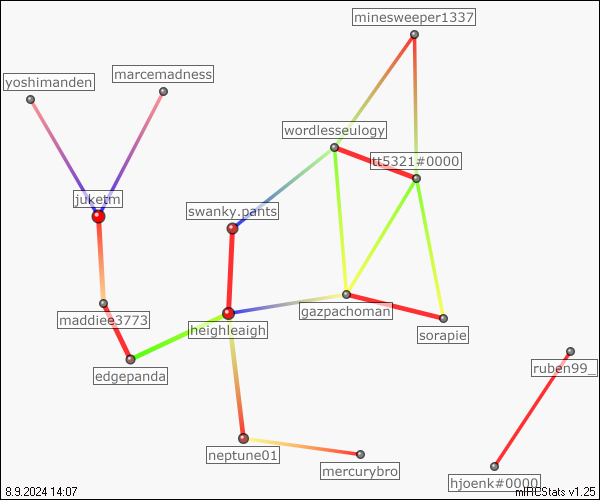 minesweeper1337
marcemadness
yoshimanden
wordlesseulogy
tt5321#0000
juketm
swanky.pants
gazpachoman
maddiee3773
heighleaigh
sorapie
ruben99_
edgepanda
neptune01
mercurybro
hjoenk#0000
8.9.2024 14:07
mIRCStats v1.25